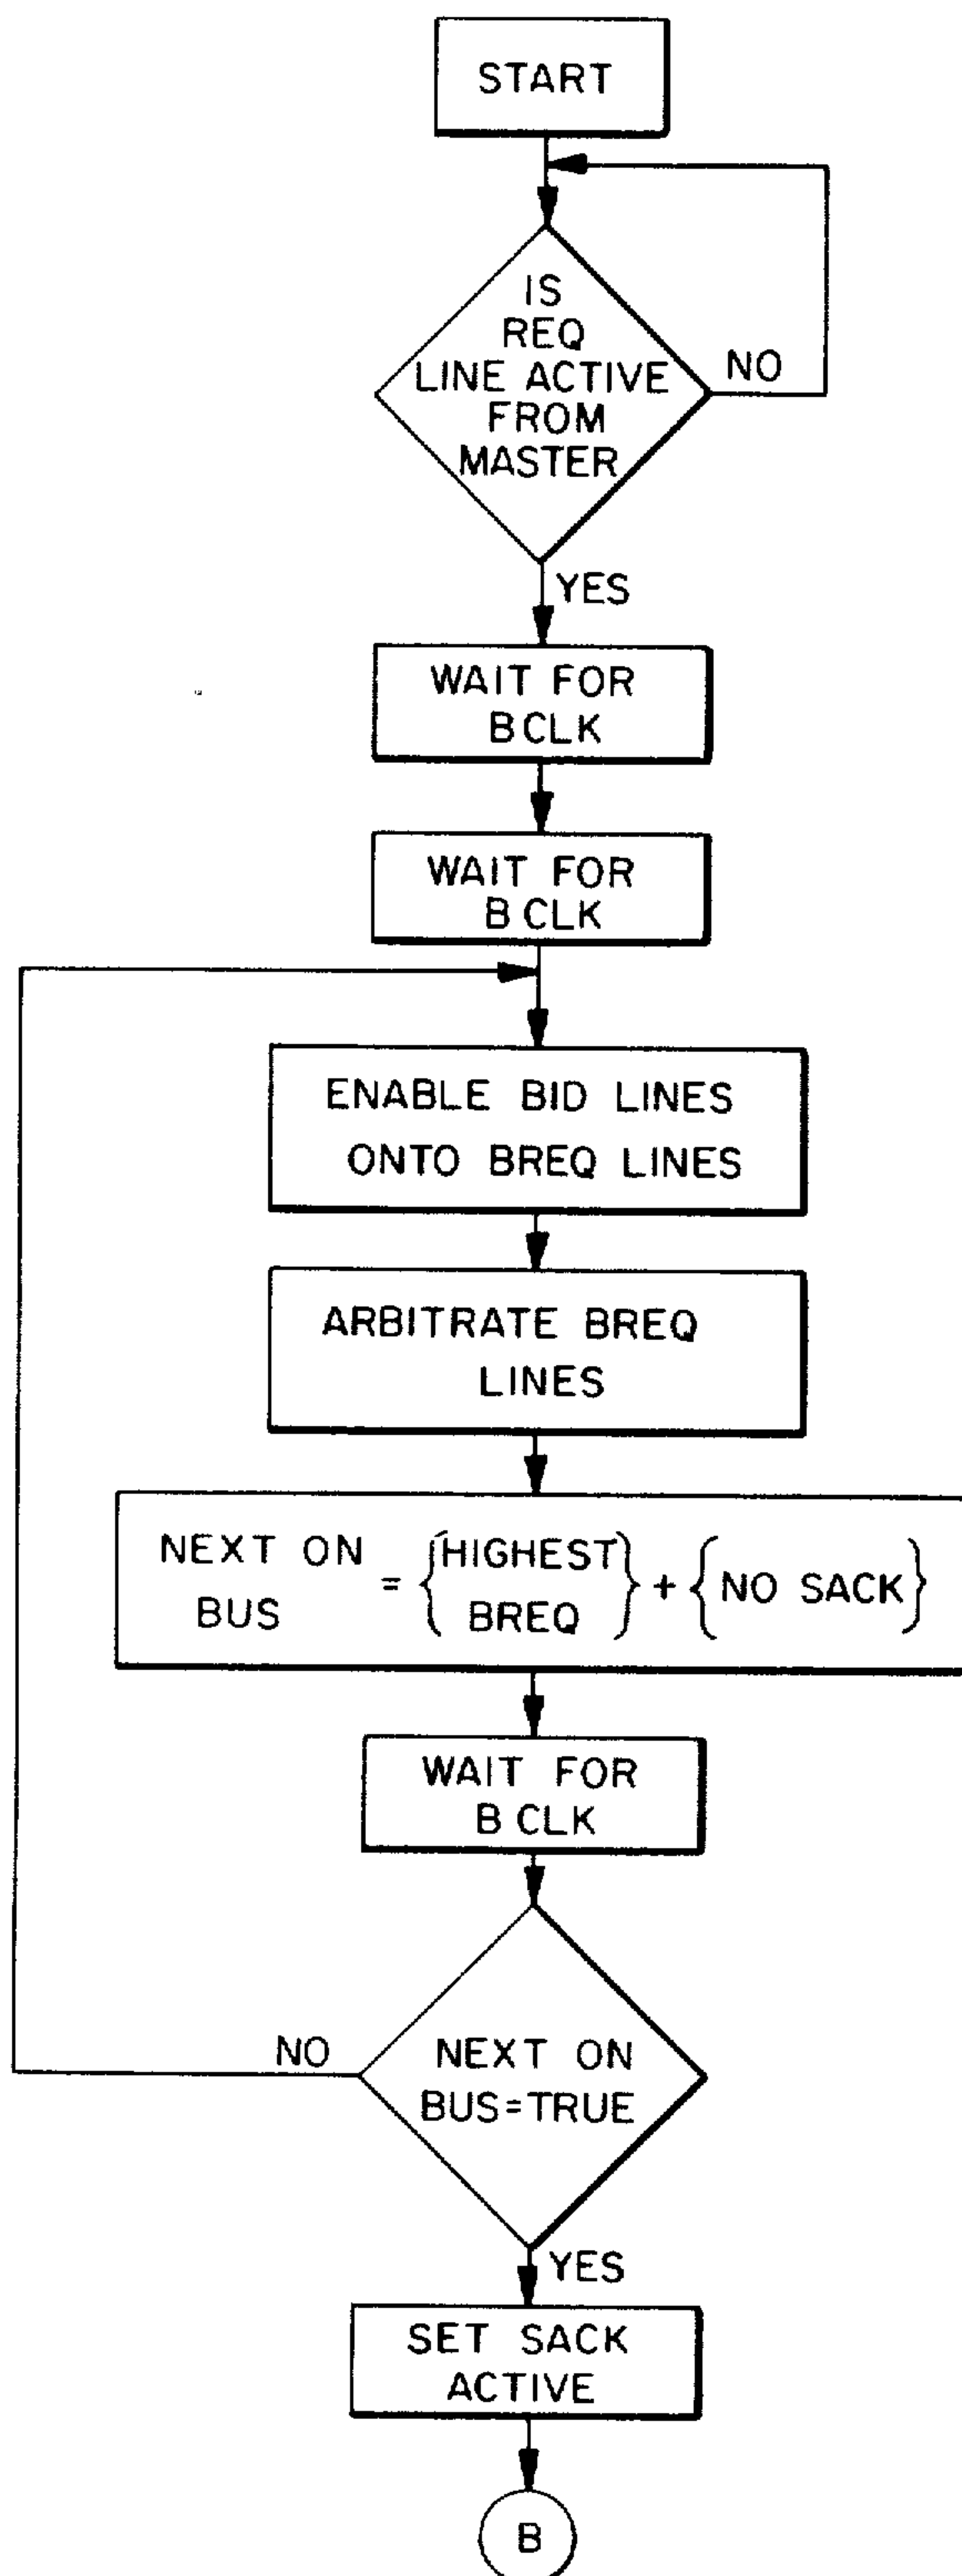 START
IS
REQ
LINE ACTIVE
FROM
MASTER
NO
YES
WAIT FOR
B CLK
WAIT FOR
B CLK
ENABLE BID LINES
ONTO BREQ LINES
ARBITRATE BREQ
LINES
NEXT ON
BUS
= {HIGHEST
BREQ} + {NO SACK}
WAIT FOR
B CLK
NO
NEXT ON
BUS=TRUE
YES
SET SACK
ACTIVE
B